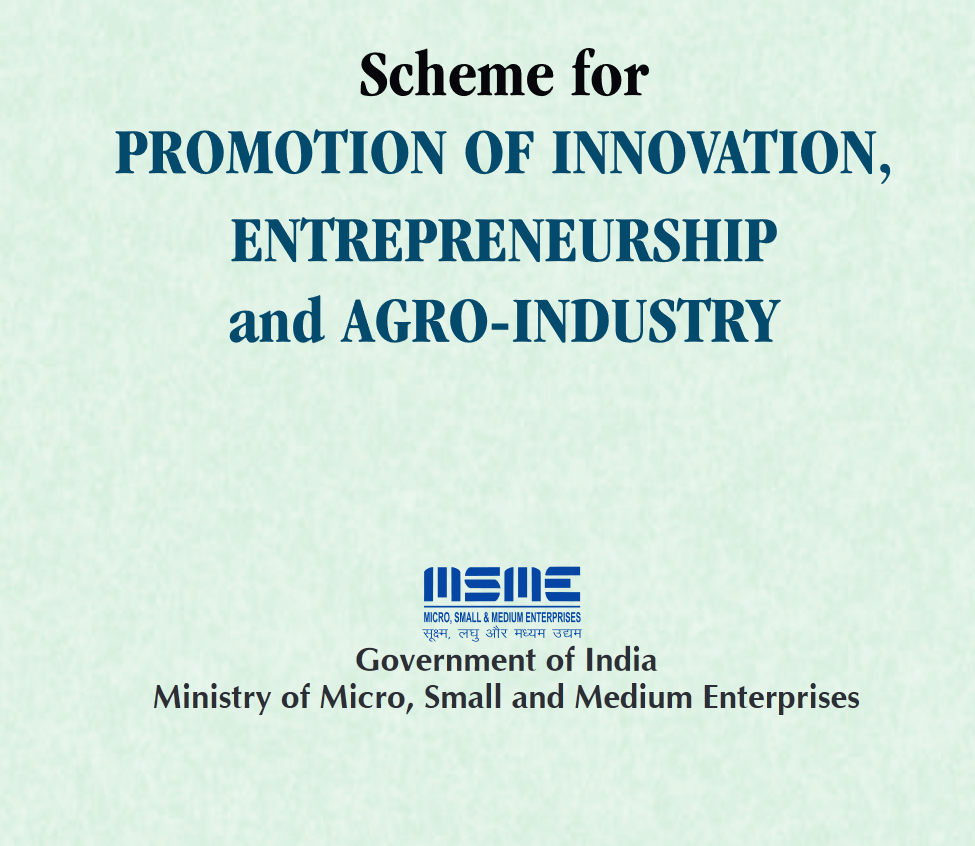 Scheme for
PROMOTION OF INNOVATION,
ENTREPRENEURSHIP
and AGRO-INDUSTRY
MSME
MICRO, SMALL & MEDIUM ENTERPRISES
सूक्ष्म, लघु और मध्यम उद्यम
Government of India
Ministry of Micro, Small and Medium Enterprises